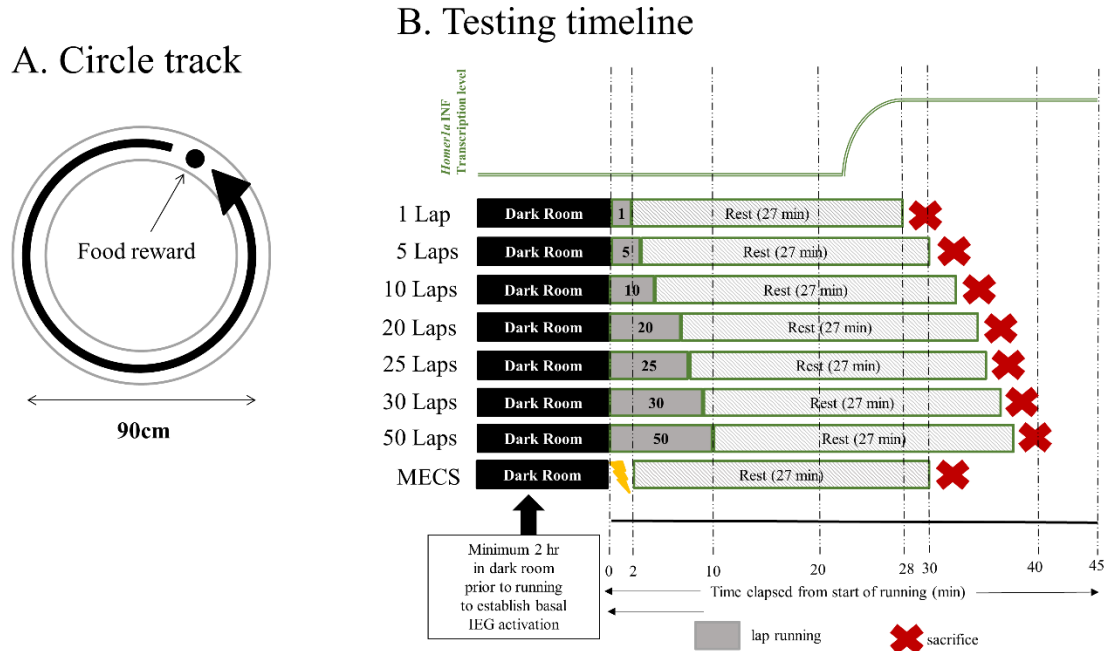 A. Circle track
Food reward
90cm
B. Testing timeline
Homer1a INF
Transcription level
1 Lap Dark Room 1 Rest (27 min)
5 Laps Dark Room 5 Rest (27 min)
10 Laps Dark Room 10 Rest (27 min)
20 Laps Dark Room 20 Rest (27 min)
25 Laps Dark Room 25 Rest (27 min)
30 Laps Dark Room 30 Rest (27 min)
50 Laps Dark Room 50 Rest (27 min)
MECS Dark Room Rest (27 min)
Minimum 2 hr
in dark room
prior to running
to establish basal
IEG activation
0 2 10 20 28 30 40 45
Time elapsed from start of running (min)
lap running
sacrifice